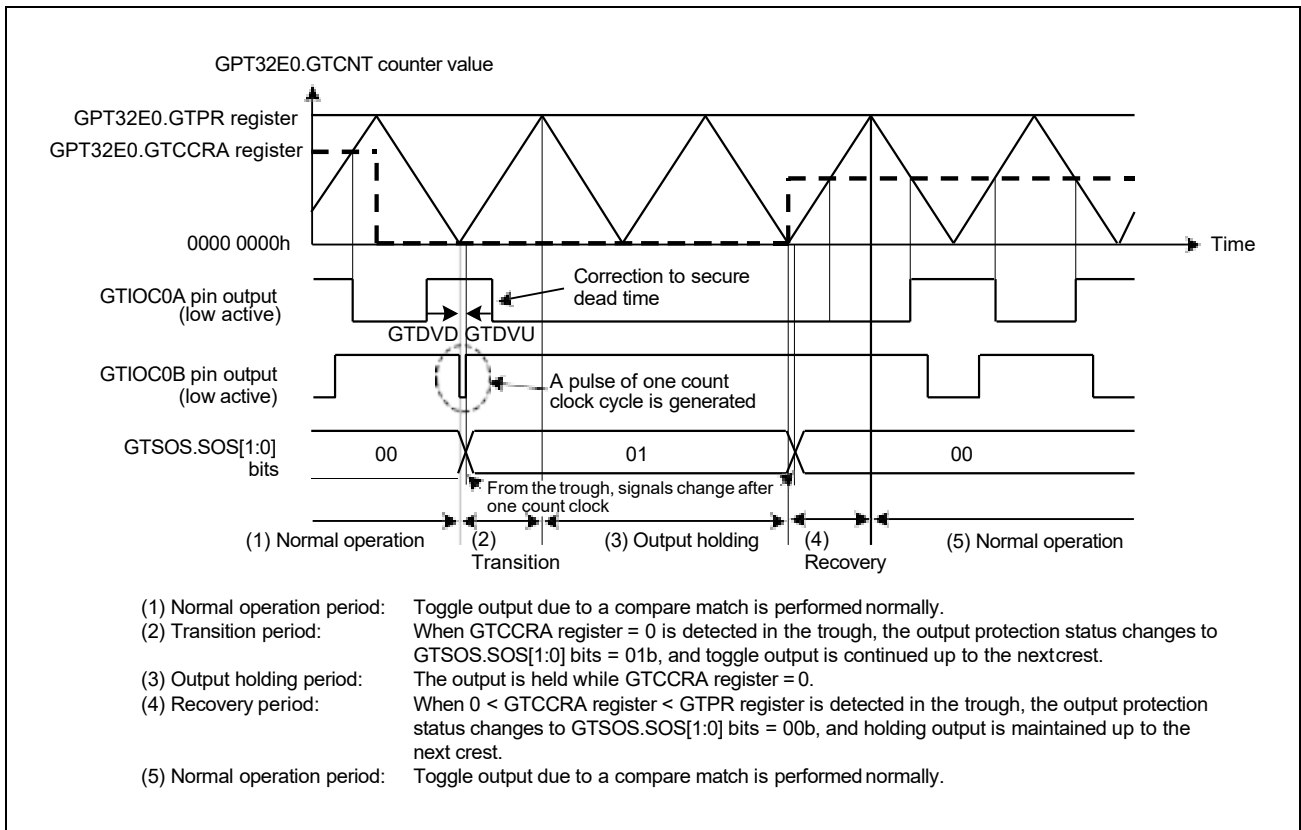 GPT32E0.GTCNT counter value
GPT32E0.GTPR register
GPT32E0.GTCCRA register
0000 0000h
Time
GTIOC0A pin output
(low active)
Correction to secure
dead time
GTDVD GTDVU
GTIOC0B pin output
(low active)
A pulse of one count
clock cycle is generated
GTSOS.SOS[1:0]
bits
00
01
00
From the trough, signals change after
one count clock
(1) Normal operation
(2)
Transition
(3) Output holding
(4)
Recovery
(5) Normal operation
(1) Normal operation period: Toggle output due to a compare match is performed normally.
(2) Transition period: When GTCCRA register = 0 is detected in the trough, the output protection status changes to
GTSOS.SOS[1:0] bits = 01b, and toggle output is continued up to the next crest.
(3) Output holding period: The output is held while GTCCRA register = 0.
(4) Recovery period: When 0 < GTCCRA register < GTPR register is detected in the trough, the output protection
status changes to GTSOS.SOS[1:0] bits = 00b, and holding output is maintained up to the
next crest.
(5) Normal operation period: Toggle output due to a compare match is performed normally.